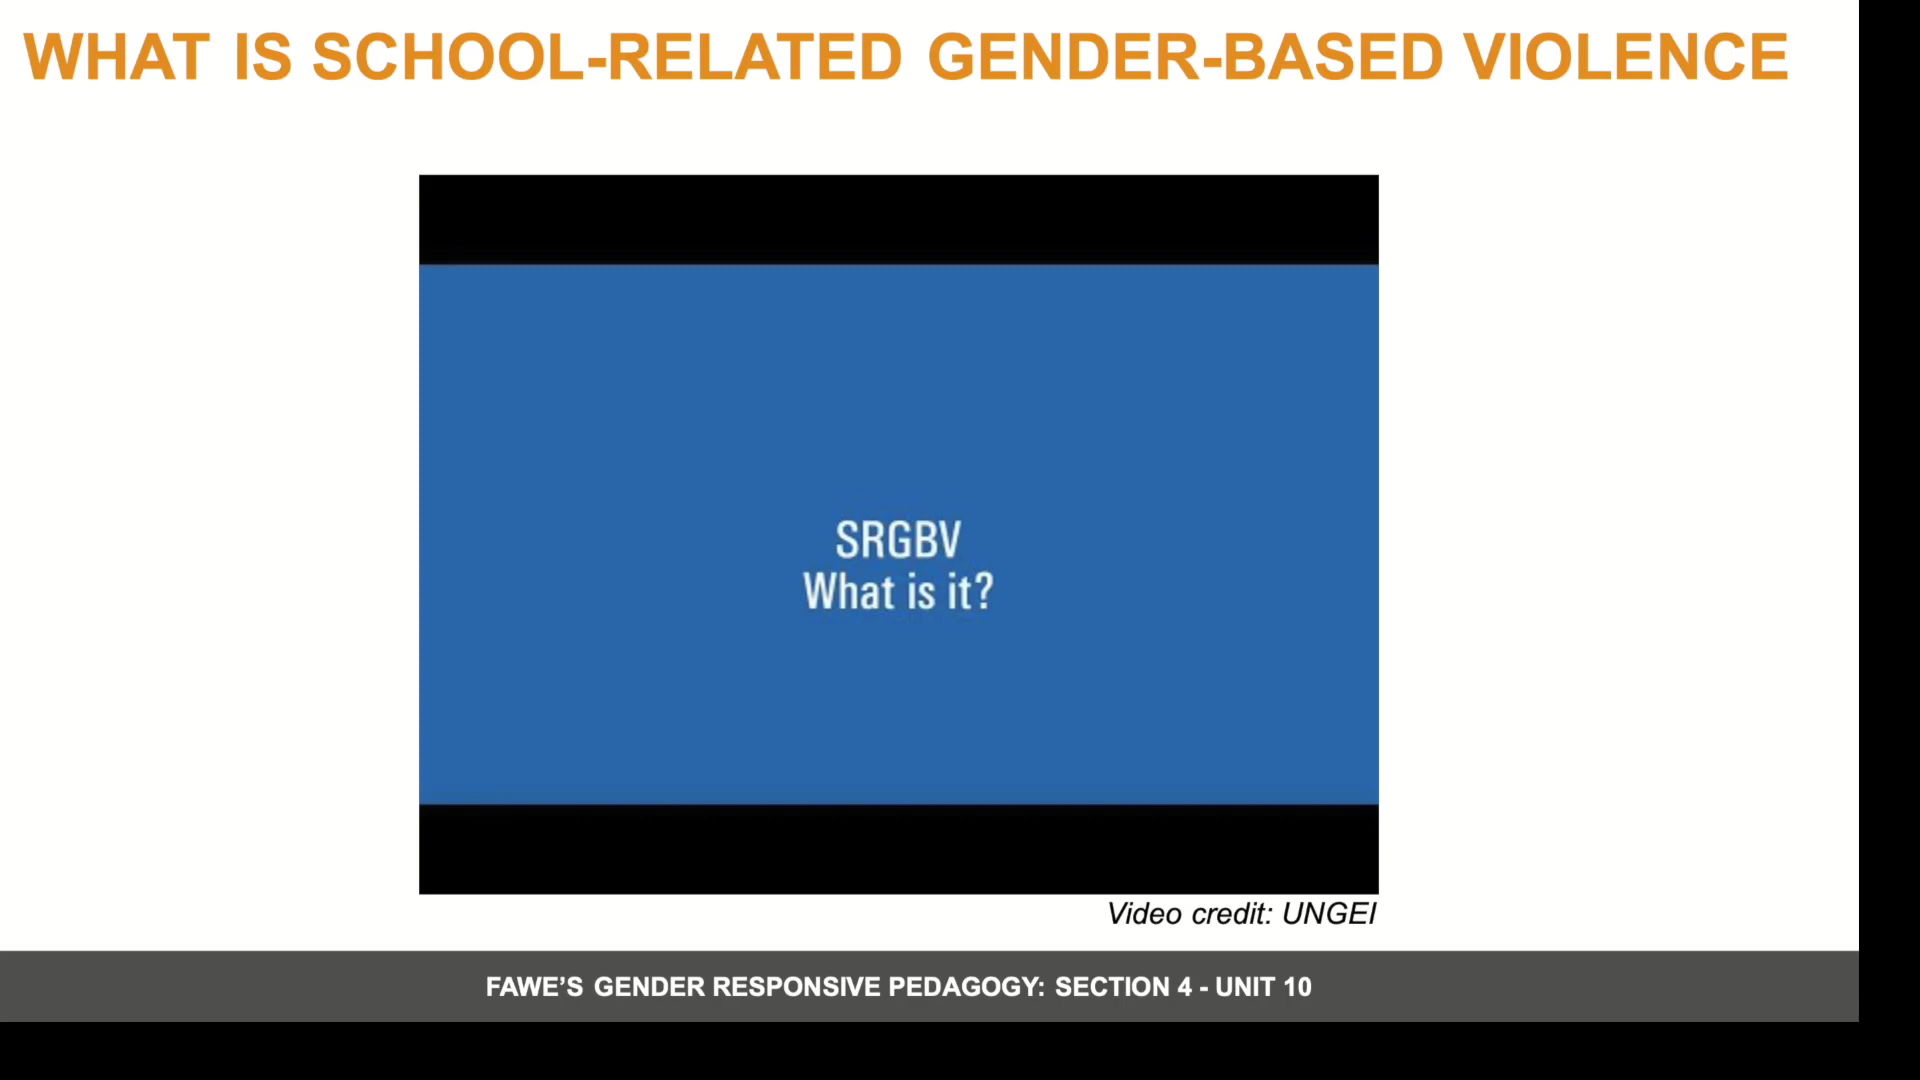 WHAT IS SCHOOL-RELATED GENDER-BASED VIOLENCE
SRGBV
What is it?
Video credit: UNGEI
FAWE’S GENDER RESPONSIVE PEDAGOGY: SECTION 4 - UNIT 10